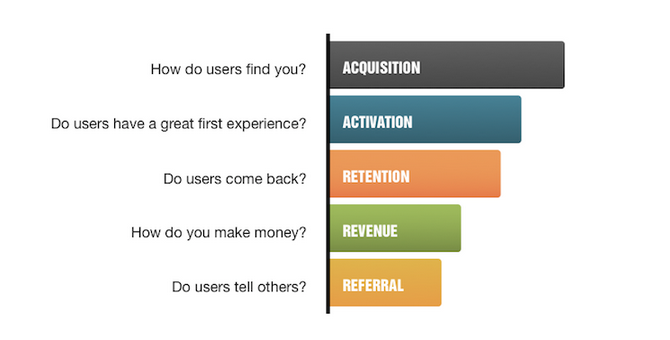 How do users find you?
ACQUISITION
Do users have a great first experience?
ACTIVATION
Do users come back?
RETENTION
How do you make money?
REVENUE
Do users tell others?
REFERRAL